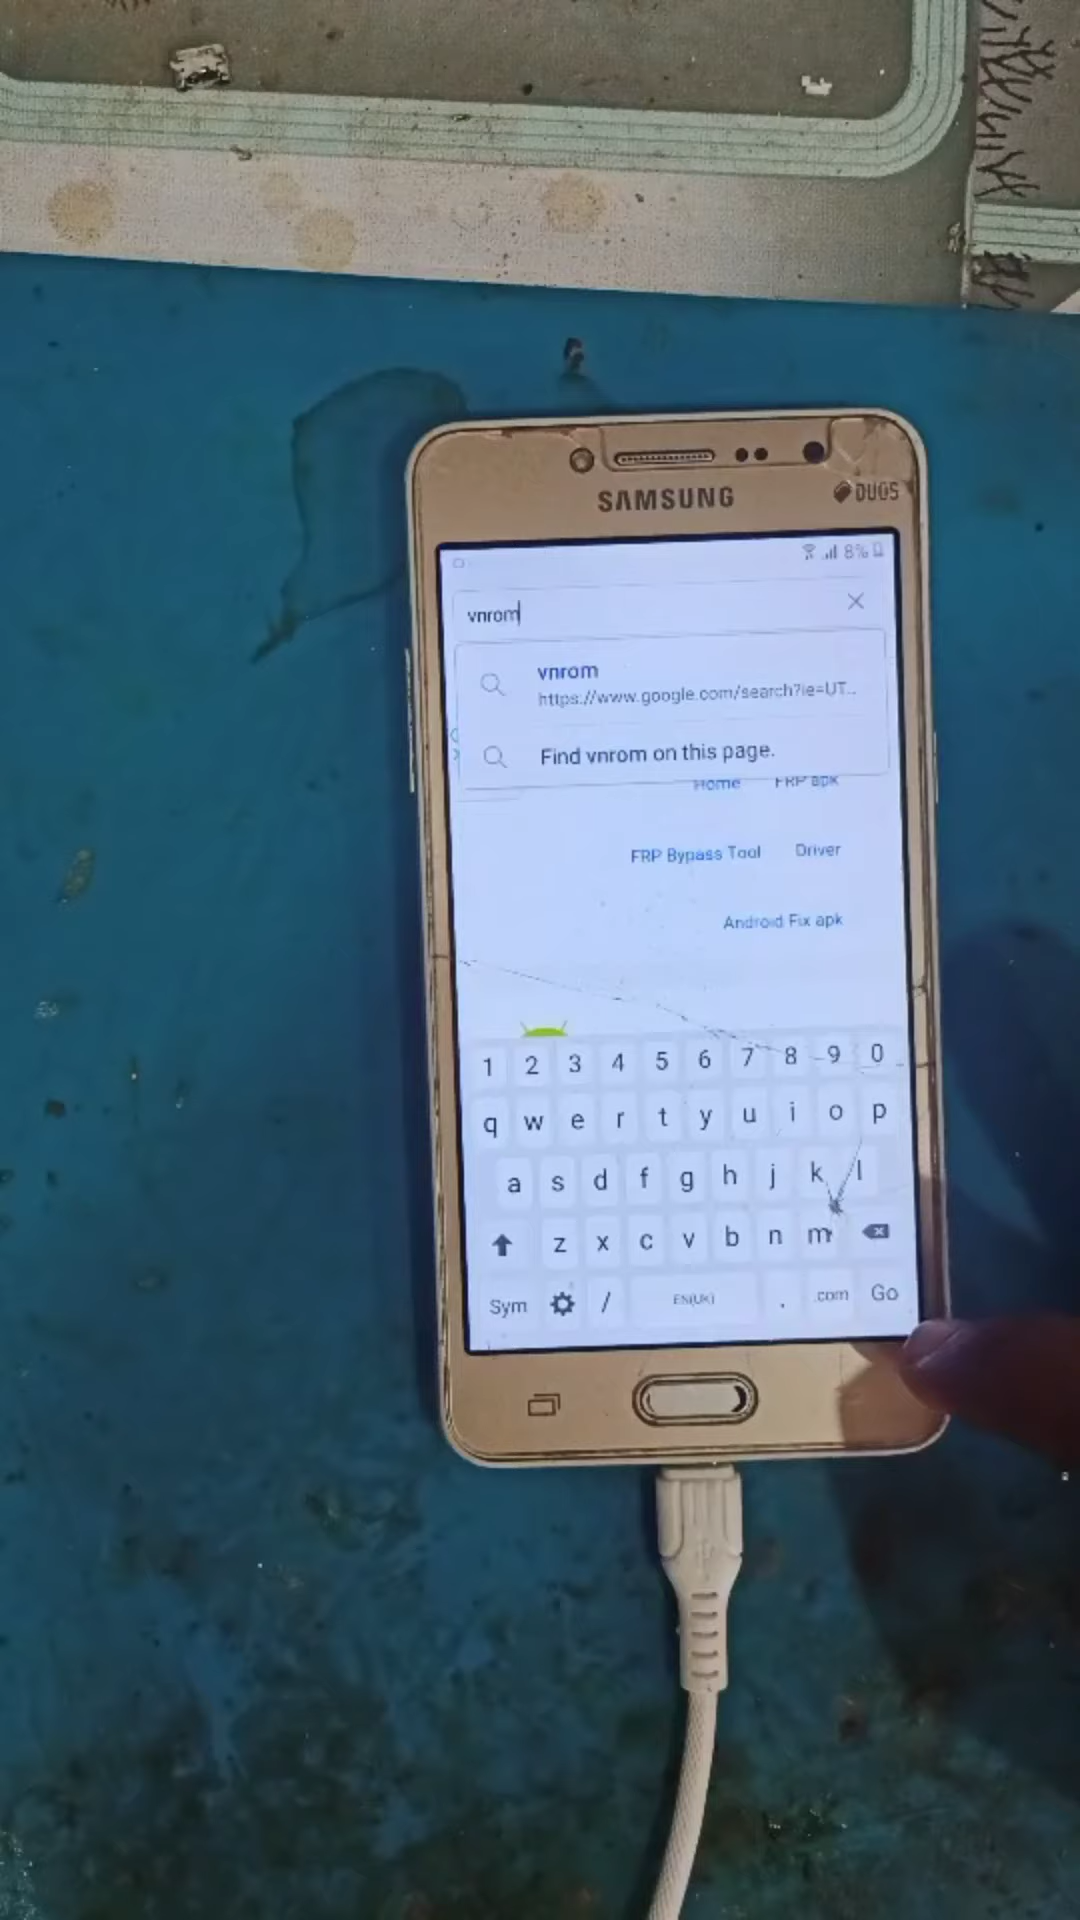 SAMSUNG
DUOS
8%
vnrom
vnrom
https://www.google.com/search?ie=UT...
Find vnrom on this page.
Home FRP apk
FRP Bypass Tool Driver
Android Fix apk
1 2 3 4 5 6 7 8 9 0
q w e r t y u i o p
a s d f g h j k l
z x c v b n m
Sym / EN(UK) . .com Go